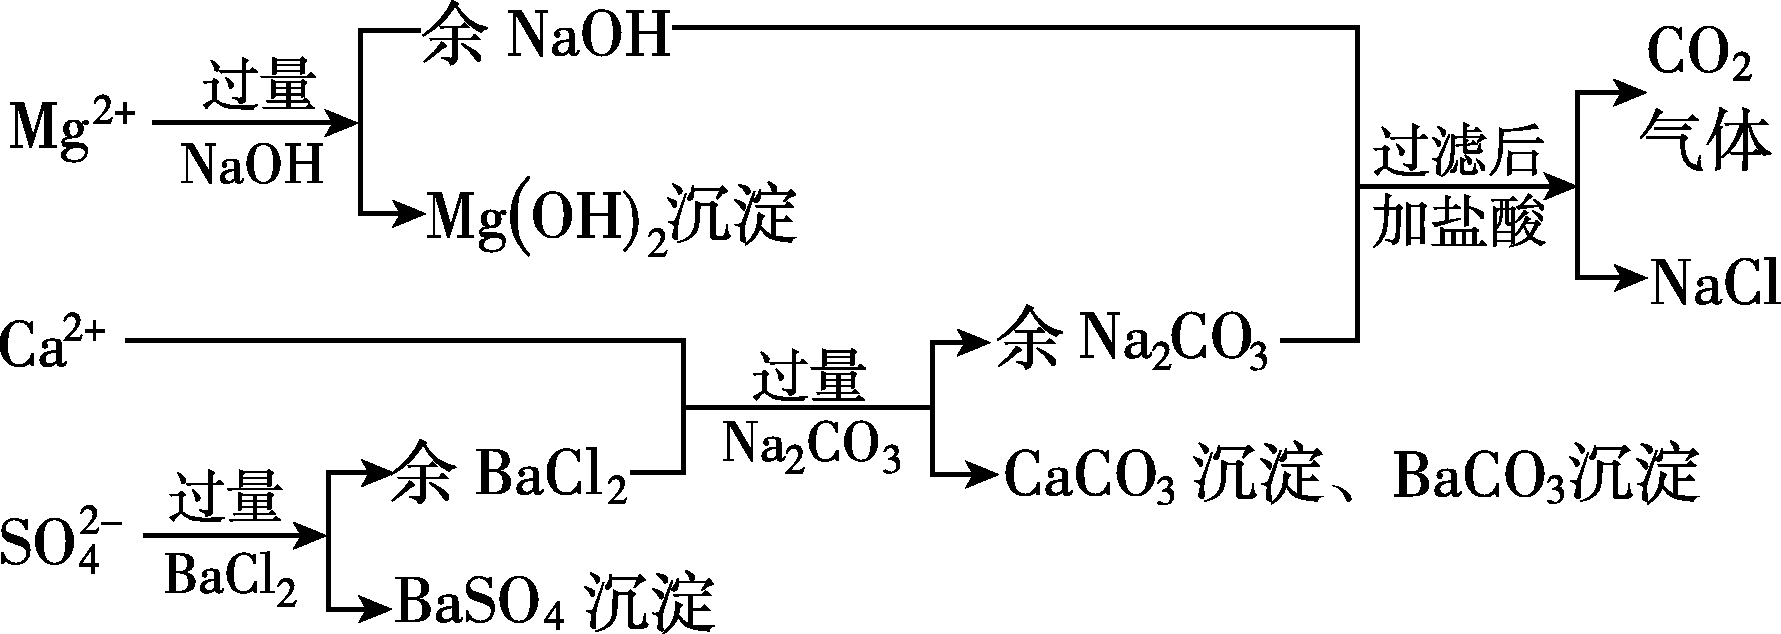 Mg²⁺
过量
NaOH
余 NaOH
Mg(OH)₂沉淀
Ca²⁺
SO₄²⁻
过量
BaCl₂
余 BaCl₂
BaSO₄ 沉淀
过量
Na₂CO₃
余 Na₂CO₃
CaCO₃ 沉淀、BaCO₃沉淀
过滤后
加盐酸
CO₂
气体
NaCl